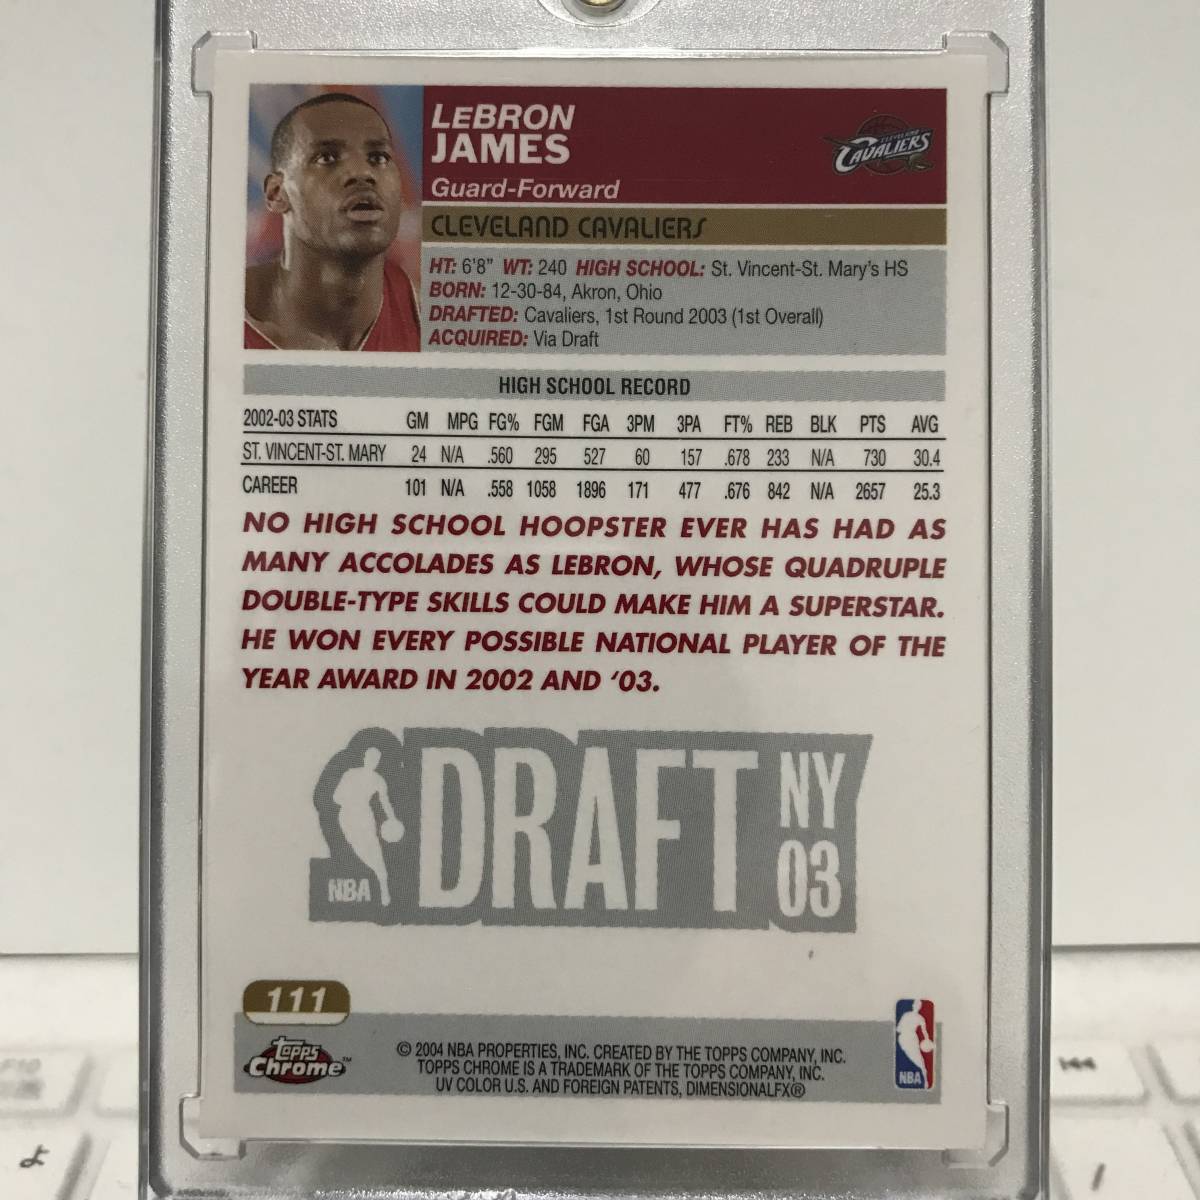 LEBRON
JAMES
Guard-Forward
CLEVELAND CAVALIERS
CLEVELAND
CAVALIERS
HT: 6'8" WT: 240 HIGH SCHOOL: St. Vincent-St. Mary's HS
BORN: 12-30-84, Akron, Ohio
DRAFTED: Cavaliers, 1st Round 2003 (1st Overall)
ACQUIRED: Via Draft
HIGH SCHOOL RECORD
2002-03 STATS GM MPG FG% FGM FGA 3PM 3PA FT% REB BLK PTS AVG
ST. VINCENT-ST. MARY 24 N/A .560 295 527 60 157 .678 233 N/A 730 30.4
CAREER 101 N/A .558 1058 1896 171 477 .676 842 N/A 2657 25.3
NO HIGH SCHOOL HOOPSTER EVER HAS HAD AS
MANY ACCOLADES AS LEBRON, WHOSE QUADRUPLE
DOUBLE-TYPE SKILLS COULD MAKE HIM A SUPERSTAR.
HE WON EVERY POSSIBLE NATIONAL PLAYER OF THE
YEAR AWARD IN 2002 AND '03.
NBA DRAFT NY
03
111
Topps
Chrome™
© 2004 NBA PROPERTIES, INC. CREATED BY THE TOPPS COMPANY, INC.
TOPPS CHROME IS A TRADEMARK OF THE TOPPS COMPANY, INC.
UV COLOR U.S. AND FOREIGN PATENTS, DIMENSIONALFX®
NBA
F10
よ